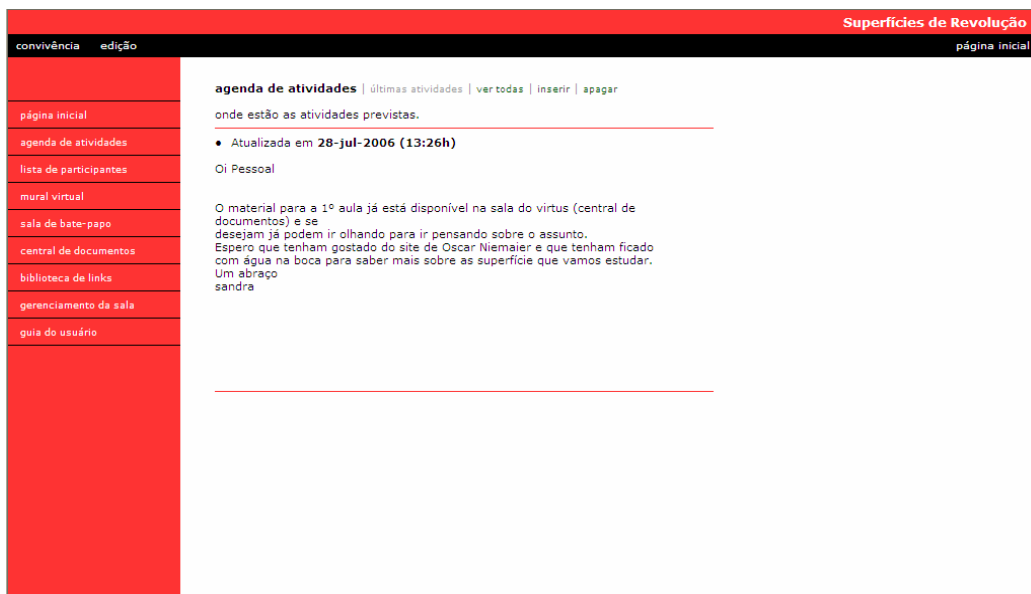 Superfícies de Revolução
convivência edição página inicial
agenda de atividades | últimas atividades | ver todas | inserir | apagar
onde estão as atividades previstas.
• Atualizada em 28-jul-2006 (13:26h)
Oi Pessoal
O material para a 1º aula já está disponível na sala do virtus (central de
documentos) e se
desejam já podem ir olhando para ir pensando sobre o assunto.
Espero que tenham gostado do site de Oscar Niemaier e que tenham ficado
com água na boca para saber mais sobre as superfície que vamos estudar.
Um abraço
sandra
página inicial
agenda de atividades
lista de participantes
mural virtual
sala de bate-papo
central de documentos
biblioteca de links
gerenciamento da sala
guia do usuário